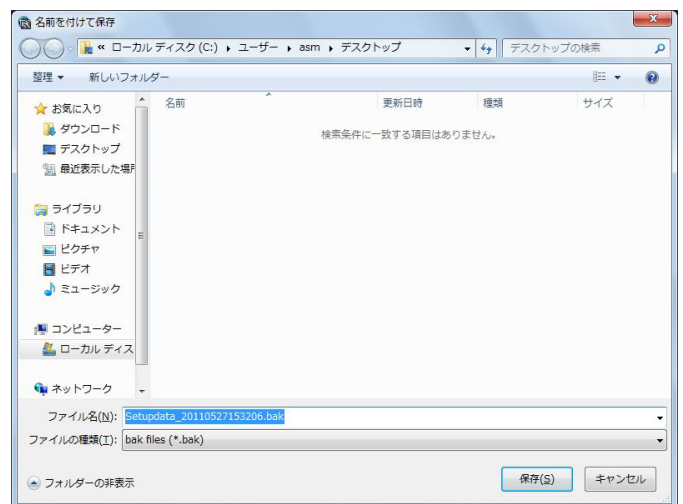 名前を付けて保存
« ローカル ディスク (C:) ▸ ユーザー ▸ asm ▸ デスクトップ
デスクトップの検索
整理 ▼ 新しいフォルダー
お気に入り
ダウンロード
デスクトップ
最近表示した場所
ライブラリ
ドキュメント
ピクチャ
ビデオ
ミュージック
コンピューター
ローカル ディス
ネットワーク
名前 更新日時 種類 サイズ
検索条件に一致する項目はありません。
ファイル名(N): Setupdata_20110527153206.bak
ファイルの種類(T): bak files (*.bak)
フォルダーの非表示
保存(S) キャンセル